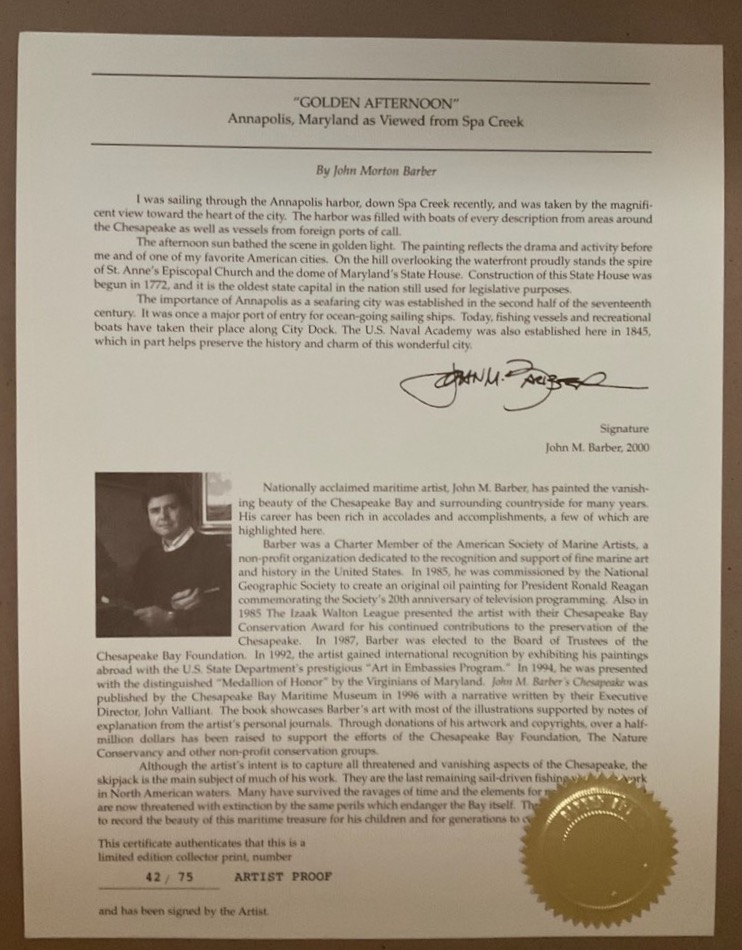 "GOLDEN AFTERNOON"
Annapolis, Maryland as Viewed from Spa Creek
By John Morton Barber
I was sailing through the Annapolis harbor, down Spa Creek recently, and was taken by the magnifi-
cent view toward the heart of the city. The harbor was filled with boats of every description from areas around
the Chesapeake as well as vessels from foreign ports of call.
The afternoon sun bathed the scene in golden light. The painting reflects the drama and activity before
me and of one of my favorite American cities. On the hill overlooking the waterfront proudly stands the spire
of St. Anne's Episcopal Church and the dome of Maryland's State House. Construction of this State House was
begun in 1772, and it is the oldest state capital in the nation still used for legislative purposes.
The importance of Annapolis as a seafaring city was established in the second half of the seventeenth
century. It was once a major port of entry for ocean-going sailing ships. Today, fishing vessels and recreational
boats have taken their place along City Dock. The U.S. Naval Academy was also established here in 1845,
which in part helps preserve the history and charm of this wonderful city.
John M. Barber
Signature
John M. Barber, 2000
Nationally acclaimed maritime artist, John M. Barber, has painted the vanish-
ing beauty of the Chesapeake Bay and surrounding countryside for many years.
His career has been rich in accolades and accomplishments, a few of which are
highlighted here.
Barber was a Charter Member of the American Society of Marine Artists, a
non-profit organization dedicated to the recognition and support of fine marine art
and history in the United States. In 1985, he was commissioned by the National
Geographic Society to create an original oil painting for President Ronald Reagan
commemorating the Society's 20th anniversary of television programming. Also in
1985 The Izaak Walton League presented the artist with their Chesapeake Bay
Conservation Award for his continued contributions to the preservation of the
Chesapeake. In 1987, Barber was elected to the Board of Trustees of the
Chesapeake Bay Foundation. In 1992, the artist gained international recognition by exhibiting his paintings
abroad with the U.S. State Department's prestigious "Art in Embassies Program." In 1994, he was presented
with the distinguished "Medallion of Honor" by the Virginians of Maryland. John M. Barber's Chesapeake was
published by the Chesapeake Bay Maritime Museum in 1996 with a narrative written by their Executive
Director, John Valliant. The book showcases Barber's art with most of the illustrations supported by notes of
explanation from the artist's personal journals. Through donations of his artwork and copyrights, over a half-
million dollars has been raised to support the efforts of the Chesapeake Bay Foundation, The Nature
Conservancy and other non-profit conservation groups.
Although the artist's intent is to capture all threatened and vanishing aspects of the Chesapeake, the
skipjack is the main subject of much of his work. They are the last remaining sail-driven fishing
in North American waters. Many have survived the ravages of time and the elements for
are now threatened with extinction by the same perils which endanger the Bay itself.
to record the beauty of this maritime treasure for his children and for generations to
This certificate authenticates that this is a
limited edition collector print, number
42 / 75 ARTIST PROOF
and has been signed by the Artist.